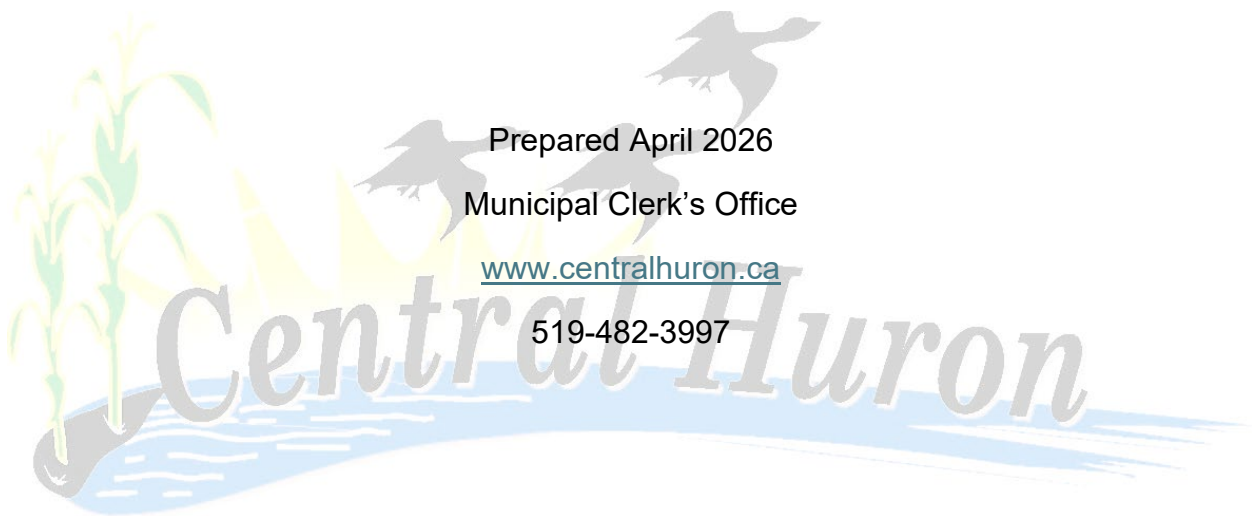 Prepared April 2026
Municipal Clerk’s Office
www.centralhuron.ca
519-482-3997
Central Huron